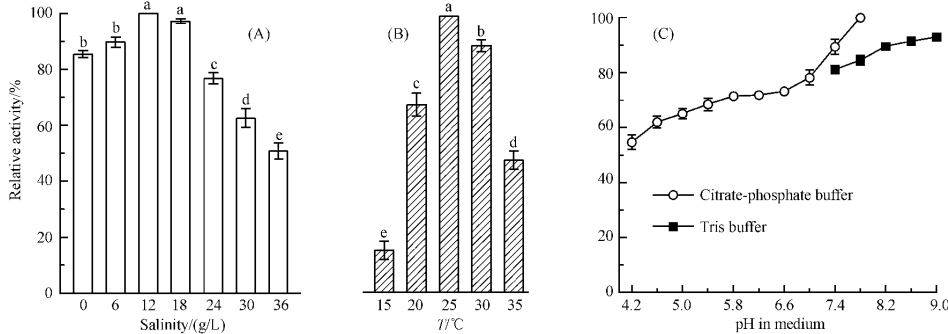 Relative activity/%
100
80
60
40
20
0
(A)
b
b
a
a
c
d
e
0 6 12 18 24 30 36
Salinity/(g/L)
(B)
e
c
a
b
d
15 20 25 30 35
T/℃
100
80
60
40
20
0
(C)
Citrate-phosphate buffer
Tris buffer
4.2 5.0 5.8 6.6 7.4 8.2 9.0
pH in medium